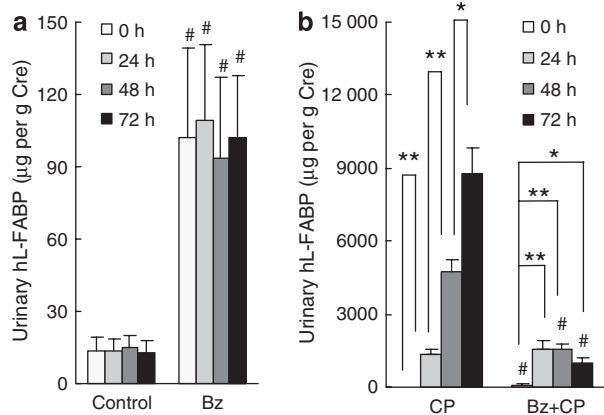 a
Urinary hL-FABP (μg per g Cre)
150
120
90
60
30
0
0 h
24 h
48 h
72 h
# # # #
Control Bz
b
Urinary hL-FABP (μg per g Cre)
15 000
12 000
9000
6000
3000
0
0 h
24 h
48 h
72 h
**
**
*
*
**
**
# # #
CP Bz+CP